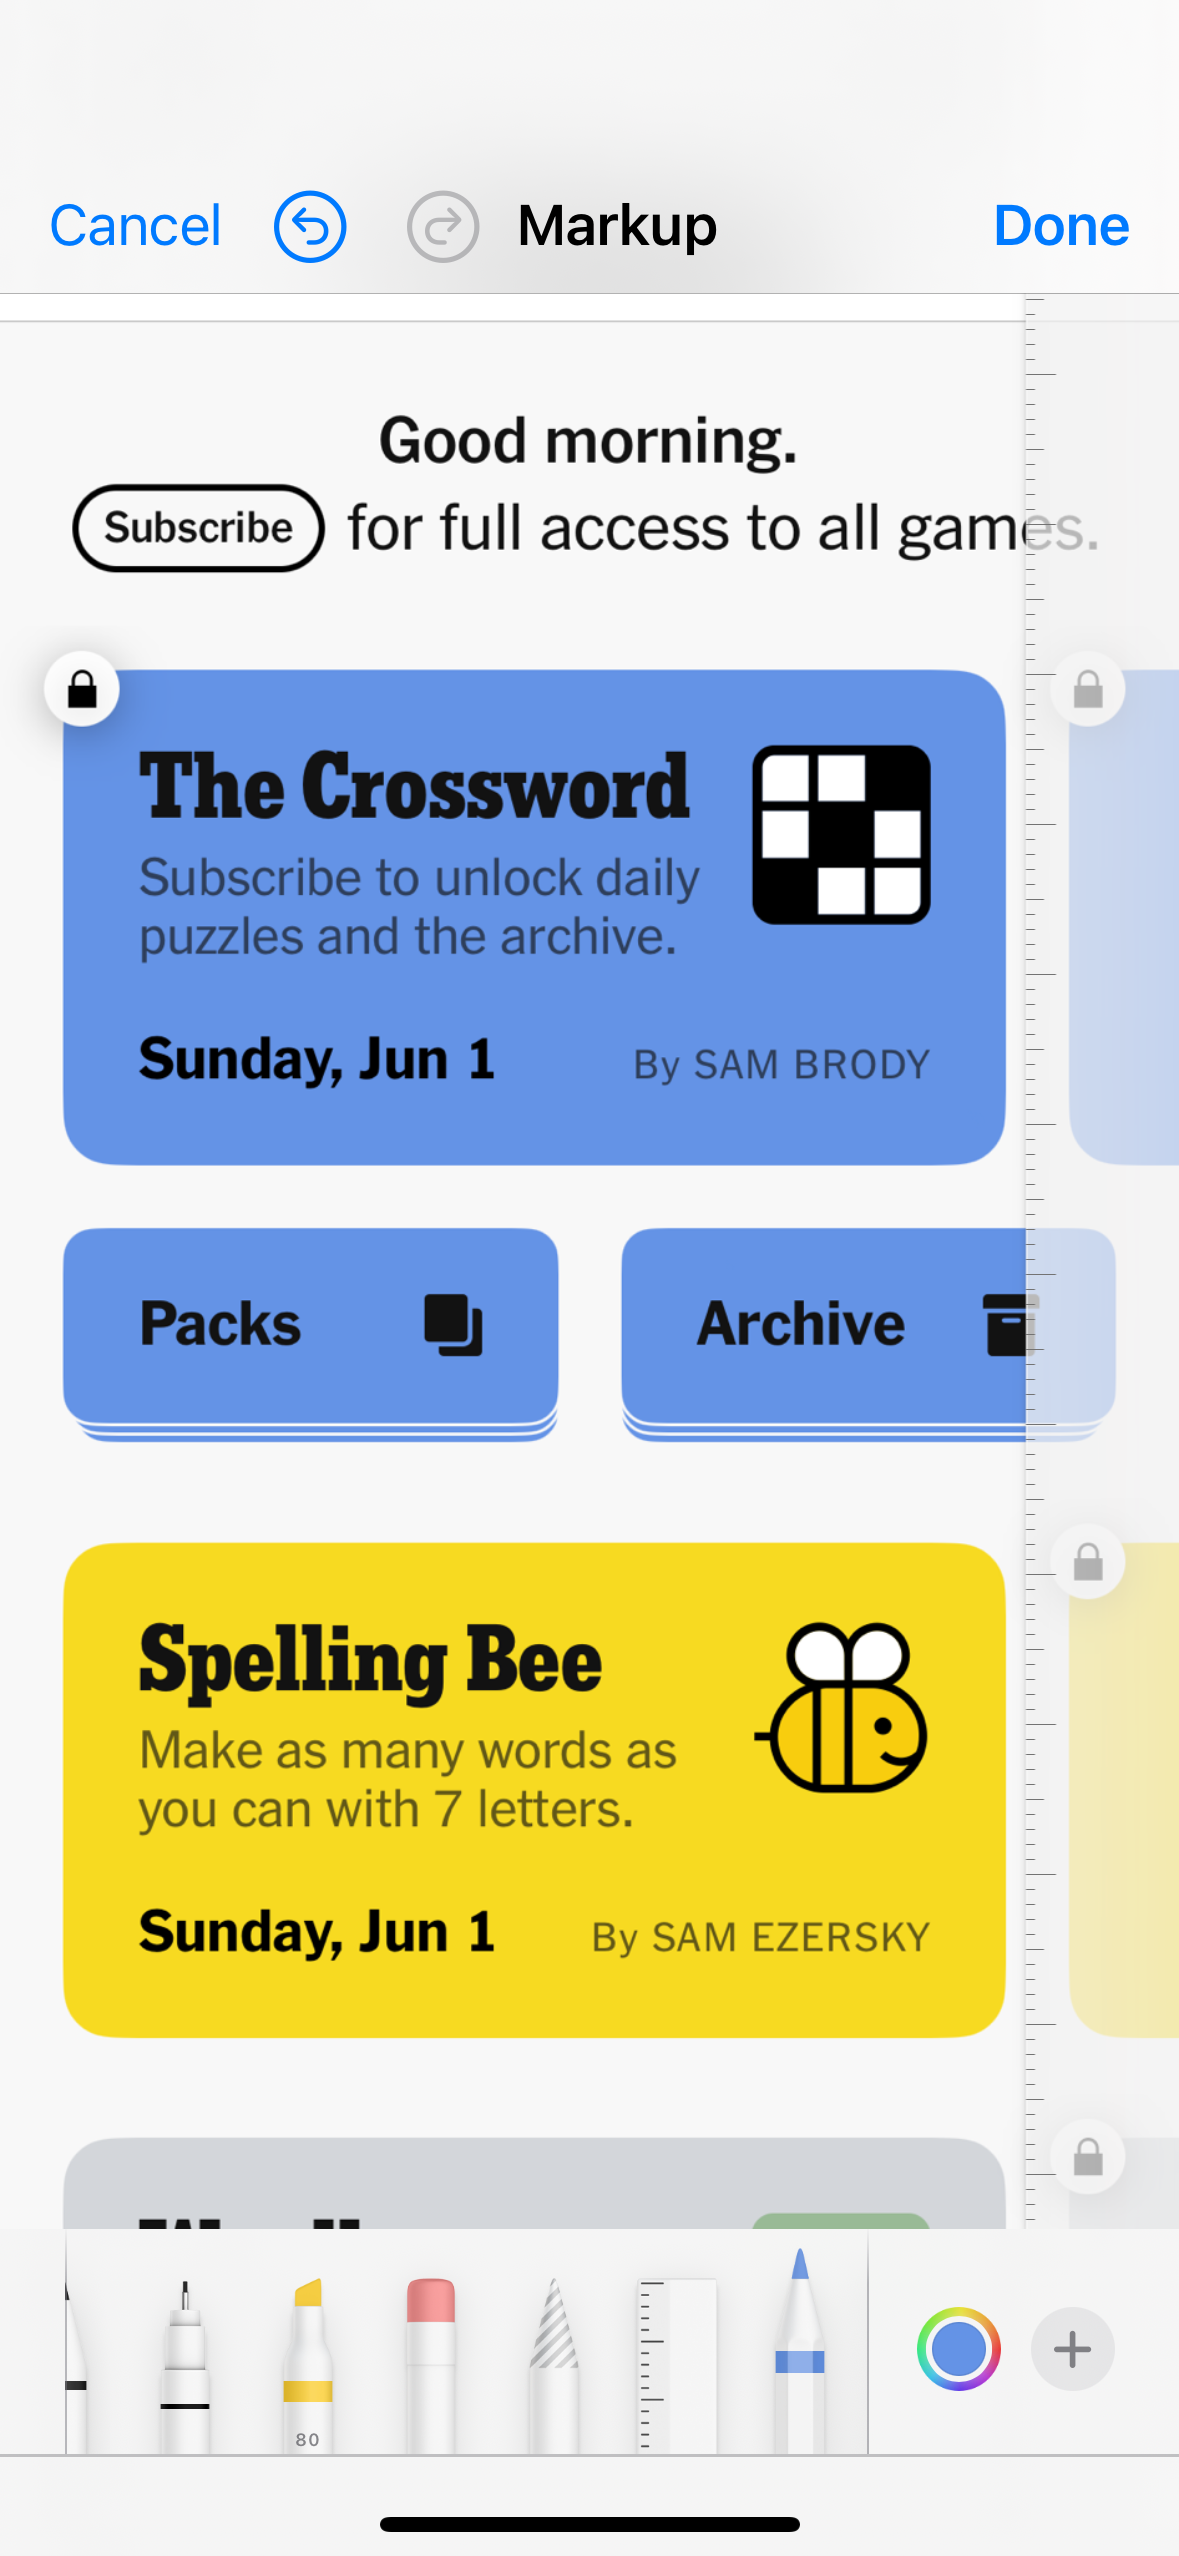 Cancel Markup Done
Good morning.
Subscribe for full access to all games.
The Crossword
Subscribe to unlock daily
puzzles and the archive.
Sunday, Jun 1 By SAM BRODY
Packs Archive
Spelling Bee
Make as many words as
you can with 7 letters.
Sunday, Jun 1 By SAM EZERSKY
80